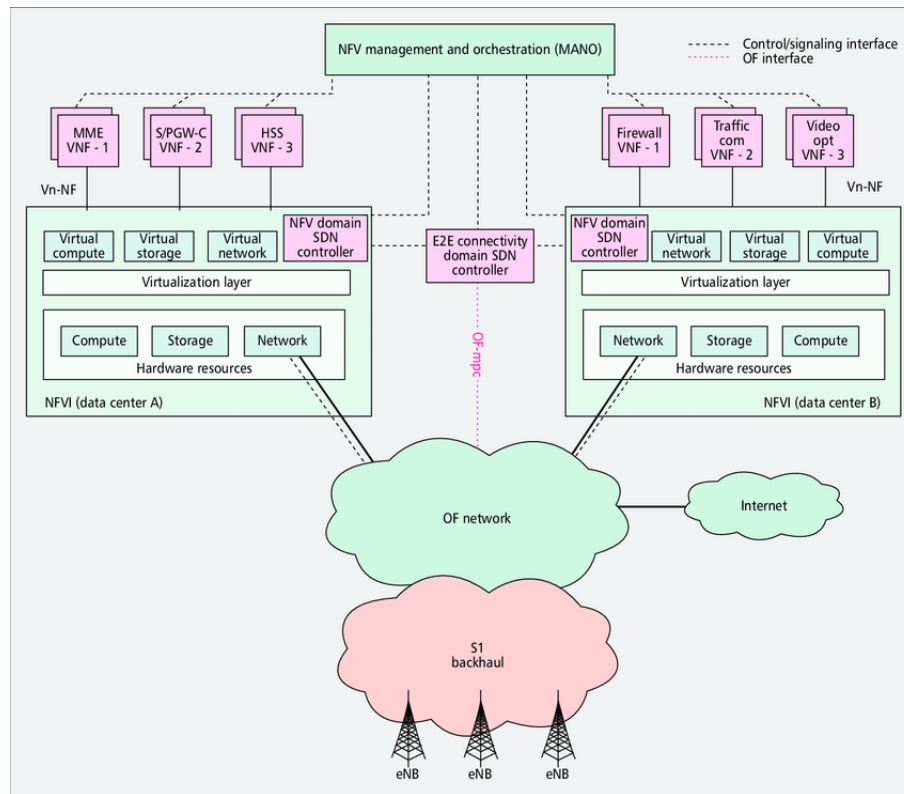 NFV management and orchestration (MANO)
Control/signaling interface
OF interface
MME
VNF - 1
S/PGW-C
VNF - 2
HSS
VNF - 3
Firewall
VNF - 1
Traffic
com
VNF - 2
Video
opt
VNF - 3
Vn-NF
Vn-NF
Virtual
compute
Virtual
storage
Virtual
network
NFV domain
SDN
controller
E2E connectivity
domain SDN
controller
NFV domain
SDN
controller
Virtual
network
Virtual
storage
Virtual
compute
Virtualization layer
Virtualization layer
Compute
Storage
Network
Hardware resources
NFVI (data center A)
OF-mpc
Network
Storage
Compute
Hardware resources
NFVI (data center B)
OF network
Internet
S1
backhaul
eNB
eNB
eNB